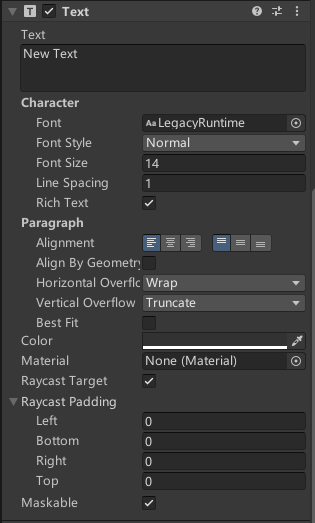 Text
Text
New Text
Character
Font
Aa LegacyRuntime
Font Style
Normal
Font Size
14
Line Spacing
1
Rich Text
Paragraph
Alignment
Align By Geometry
Horizontal Overflo
Wrap
Vertical Overflow
Truncate
Best Fit
Color
Material
None (Material)
Raycast Target
Raycast Padding
Left
0
Bottom
0
Right
0
Top
0
Maskable